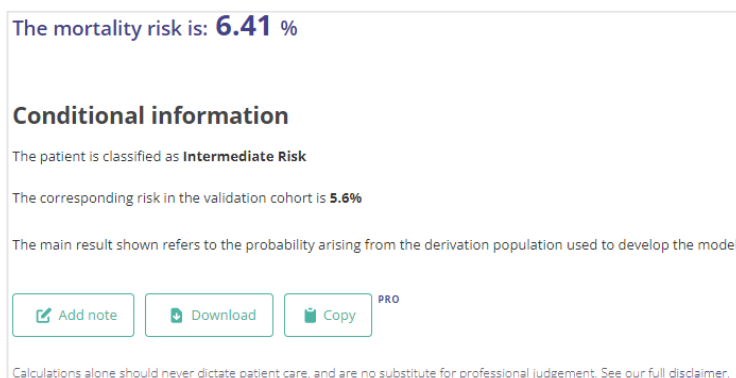 The mortality risk is: 6.41 %
Conditional information
The patient is classified as Intermediate Risk
The corresponding risk in the validation cohort is 5.6%
The main result shown refers to the probability arising from the derivation population used to develop the model
Add note Download Copy PRO
Calculations alone should never dictate patient care, and are no substitute for professional judgement. See our full disclaimer.